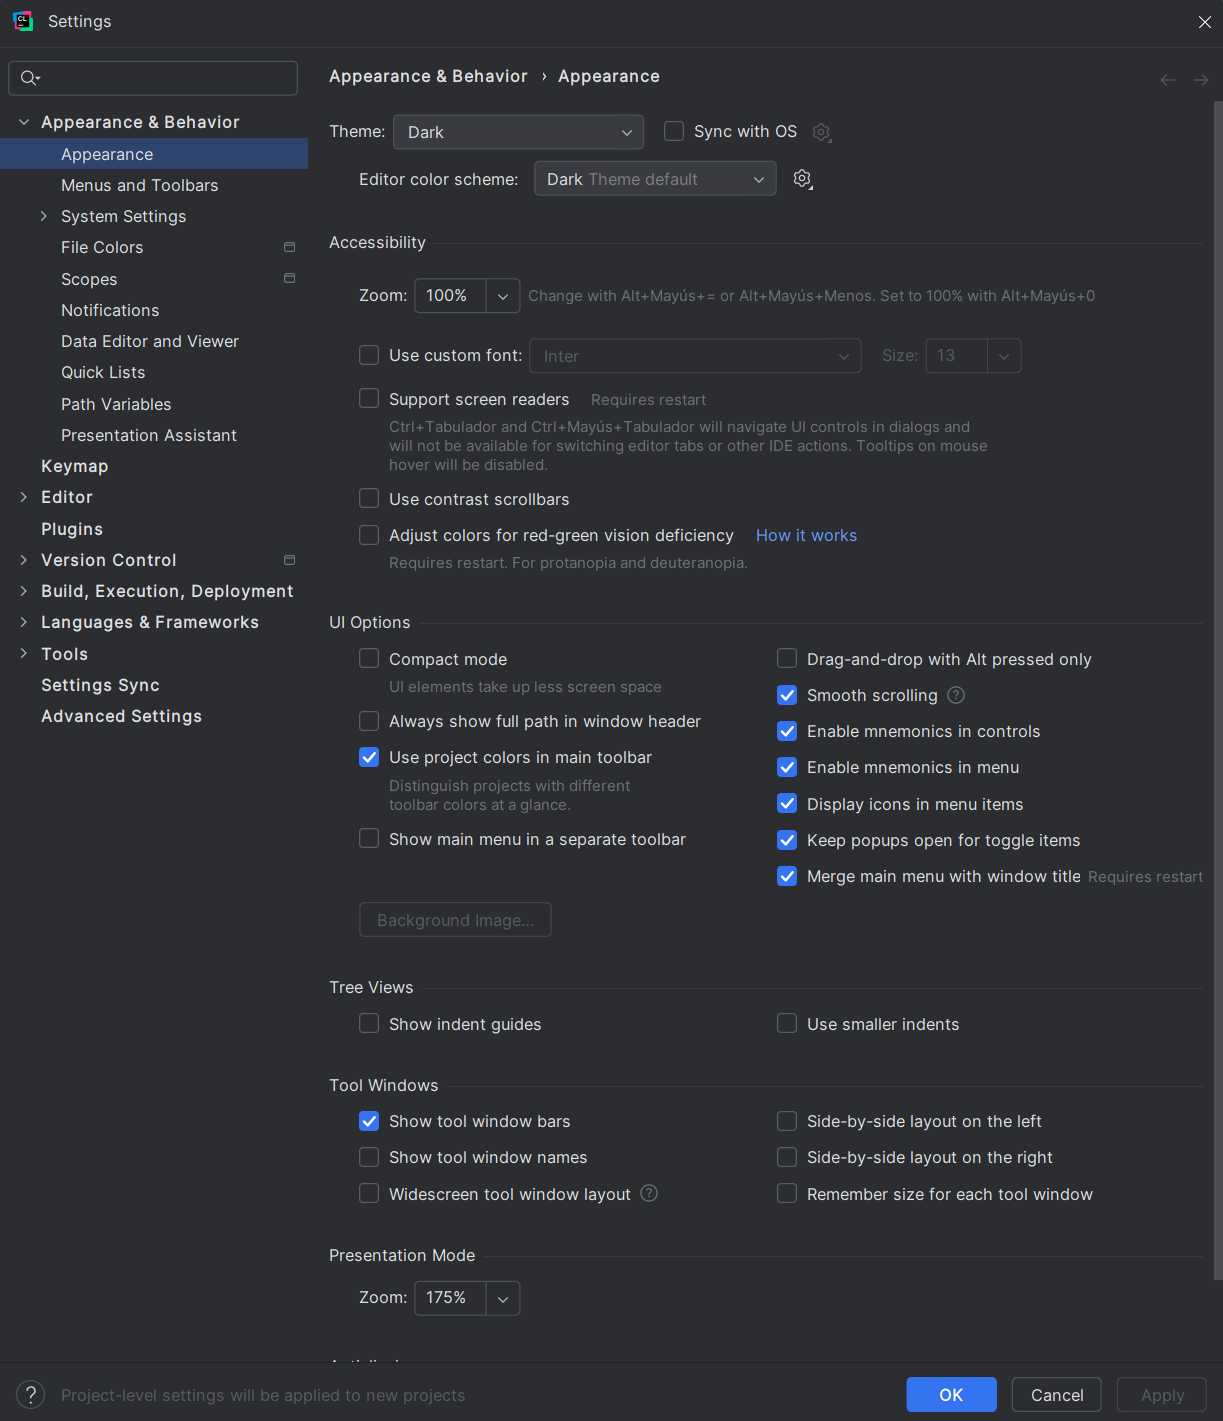 Settings
Appearance & Behavior
Appearance
Menus and Toolbars
System Settings
File Colors
Scopes
Notifications
Data Editor and Viewer
Quick Lists
Path Variables
Presentation Assistant
Keymap
Editor
Plugins
Version Control
Build, Execution, Deployment
Languages & Frameworks
Tools
Settings Sync
Advanced Settings
Appearance & Behavior › Appearance
Theme: Dark Sync with OS
Editor color scheme: Dark Theme default
Accessibility
Zoom: 100% Change with Alt+Mayús+= or Alt+Mayús+Menos. Set to 100% with Alt+Mayús+0
Use custom font: Inter Size: 13
Support screen readers Requires restart
Ctrl+Tabulador and Ctrl+Mayús+Tabulador will navigate UI controls in dialogs and
will not be available for switching editor tabs or other IDE actions. Tooltips on mouse
hover will be disabled.
Use contrast scrollbars
Adjust colors for red-green vision deficiency How it works
Requires restart. For protanopia and deuteranopia.
UI Options
Compact mode
UI elements take up less screen space
Always show full path in window header
Use project colors in main toolbar
Distinguish projects with different
toolbar colors at a glance.
Show main menu in a separate toolbar
Drag-and-drop with Alt pressed only
Smooth scrolling
Enable mnemonics in controls
Enable mnemonics in menu
Display icons in menu items
Keep popups open for toggle items
Merge main menu with window title Requires restart
Background Image...
Tree Views
Show indent guides
Use smaller indents
Tool Windows
Show tool window bars
Show tool window names
Widescreen tool window layout
Side-by-side layout on the left
Side-by-side layout on the right
Remember size for each tool window
Presentation Mode
Zoom: 175%
Project-level settings will be applied to new projects
OK
Cancel
Apply